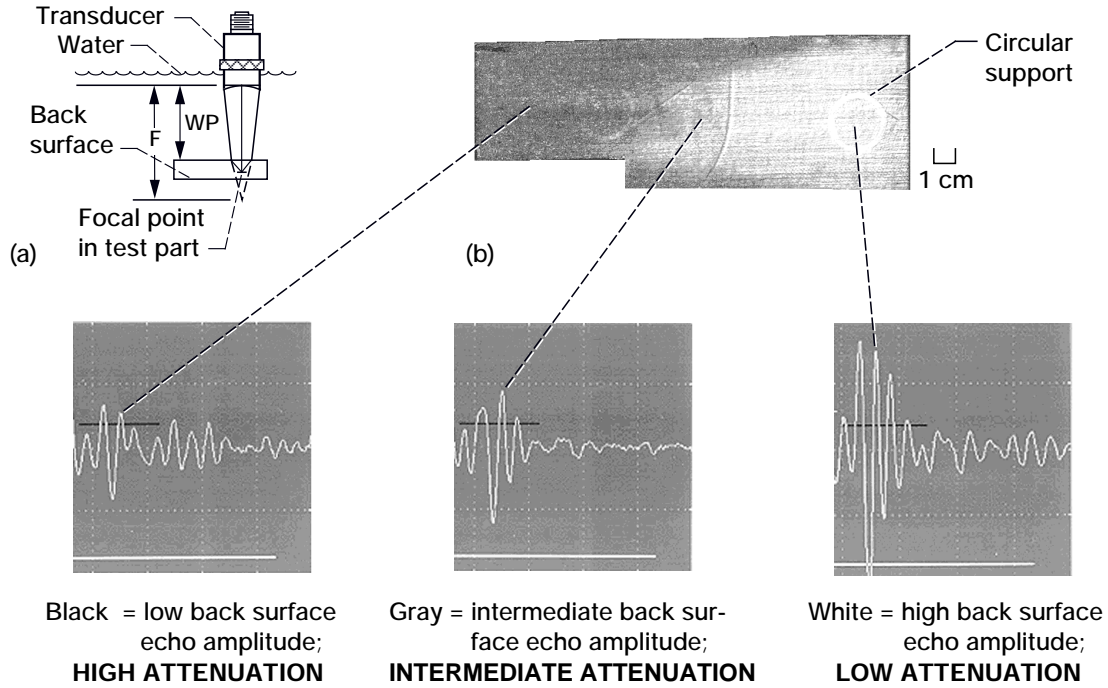 Transducer
Water
Back
surface
F
WP
Focal point
in test part
(a)
Circular
support
1 cm
(b)
Black = low back surface
echo amplitude;
HIGH ATTENUATION
Gray = intermediate back sur-
face echo amplitude;
INTERMEDIATE ATTENUATION
White = high back surface
echo amplitude;
LOW ATTENUATION